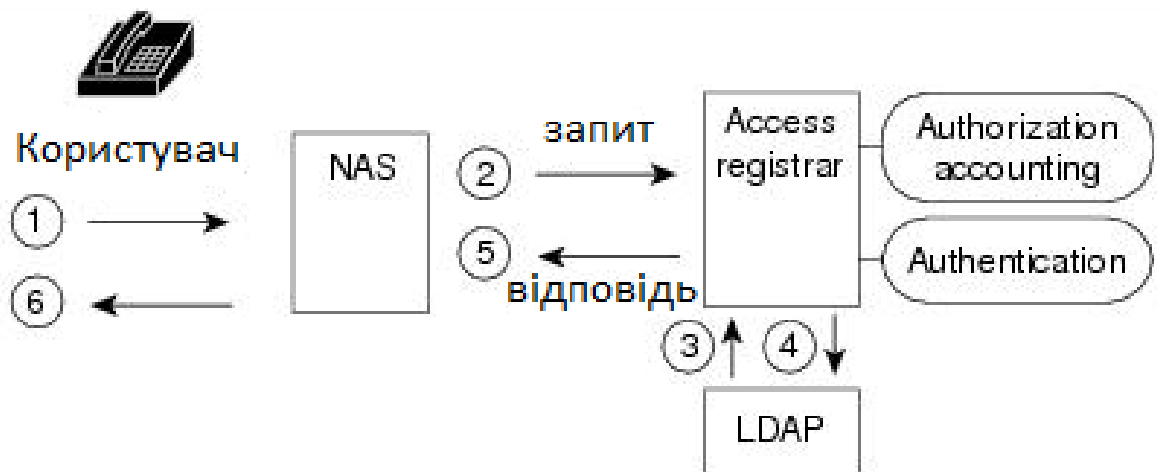 Користувач
1
6
NAS
запит
2
5
відповідь
Access
registrar
Authorization
accounting
Authentication
3
4
LDAP